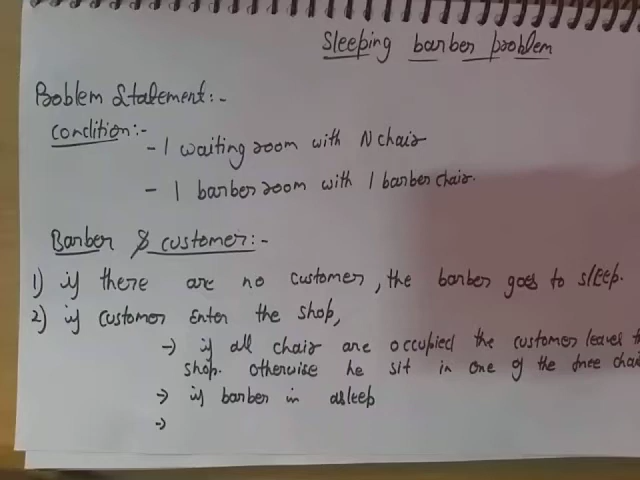 Sleeping barber problem
Problem Statement:-
Condition:-
- 1 waiting room with N chair
- 1 barber room with 1 barber chair.
Barber & customer:-
1) if there are no customer, the barber goes to sleep.
2) if customer Enter the shop,
→ if all chair are occupied the customer leaves
shop. otherwise he sit in one of the free
→ if barber in asleep
→